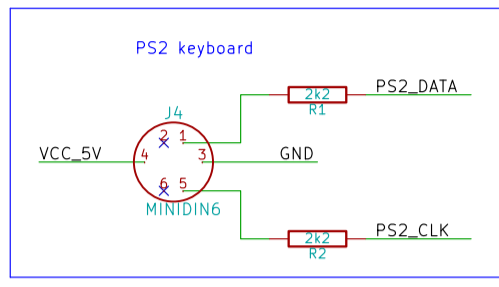 PS2 keyboard
2k2
PS2_DATA
R1
J4
2 1
VCC_5V
4
3
GND
6 5
MINIDIN6
2k2
PS2_CLK
R2